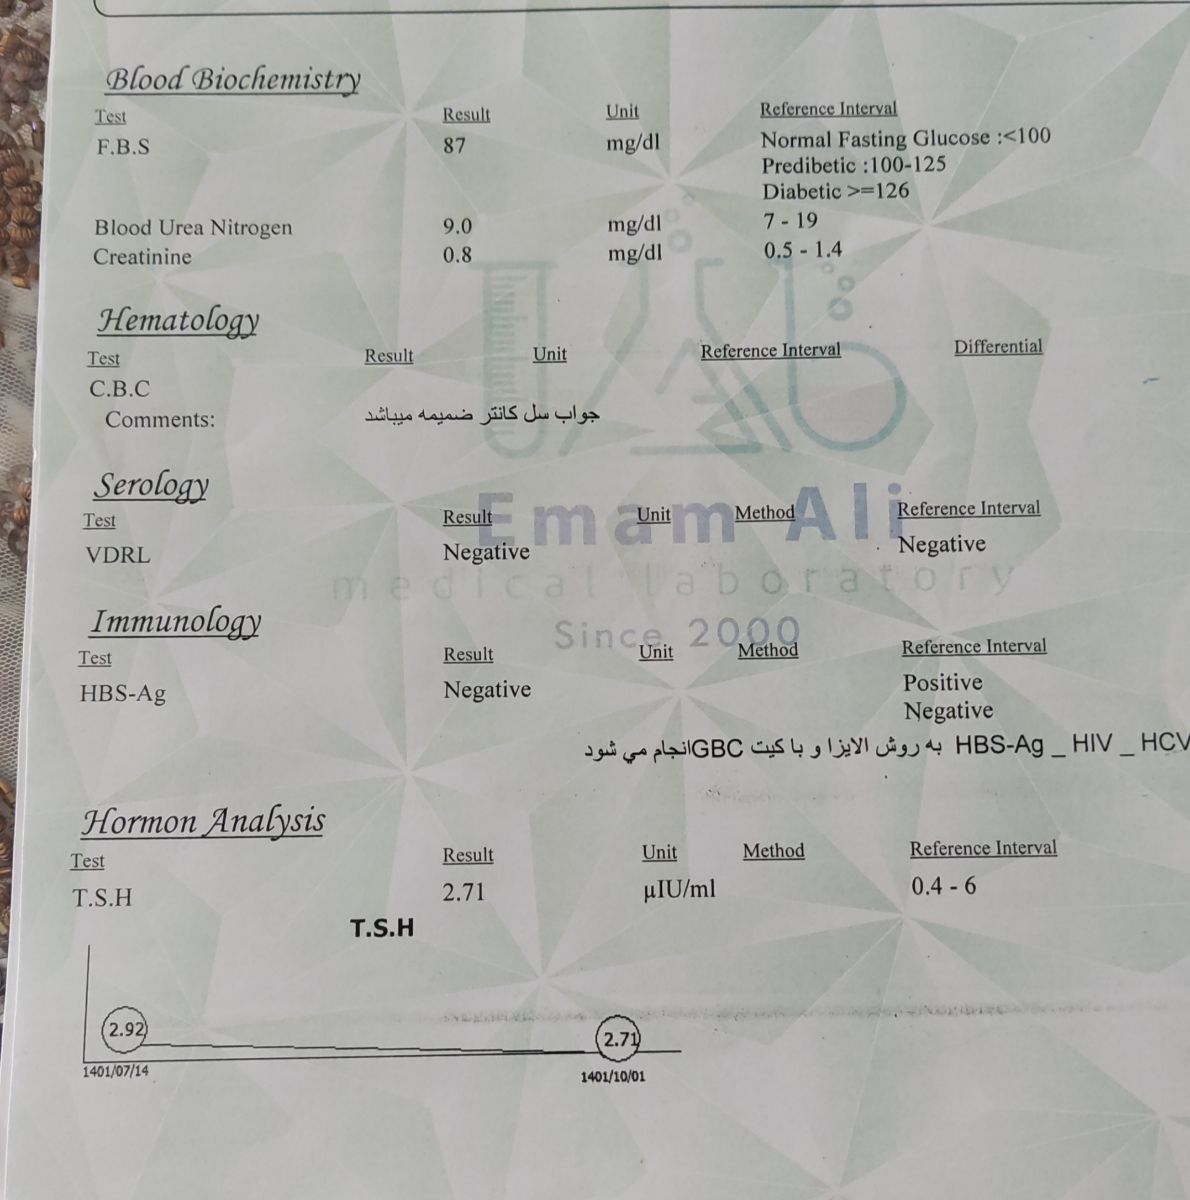 Blood Biochemistry
Test Result Unit Reference Interval
F.B.S 87 mg/dl Normal Fasting Glucose :<100
Predibetic :100-125
Diabetic >=126
Blood Urea Nitrogen 9.0 mg/dl 7 - 19
Creatinine 0.8 mg/dl 0.5 - 1.4
Hematology
Test Result Unit Reference Interval Differential
C.B.C
Comments: جواب سل کانتر ضمیمه میباشد
Serology
Test Result Unit Method Reference Interval
VDRL Negative Negative
Emam Ali
medical laboratory
Since 2000
Immunology
Test Result Unit Method Reference Interval
HBS-Ag Negative Positive
Negative
HBS-Ag _ HIV _ HCV به روش الایزا و با کیت GBC انجام می شود
Hormon Analysis
Test Result Unit Method Reference Interval
T.S.H 2.71 µIU/ml 0.4 - 6
T.S.H
2.92 2.71
1401/07/14 1401/10/01